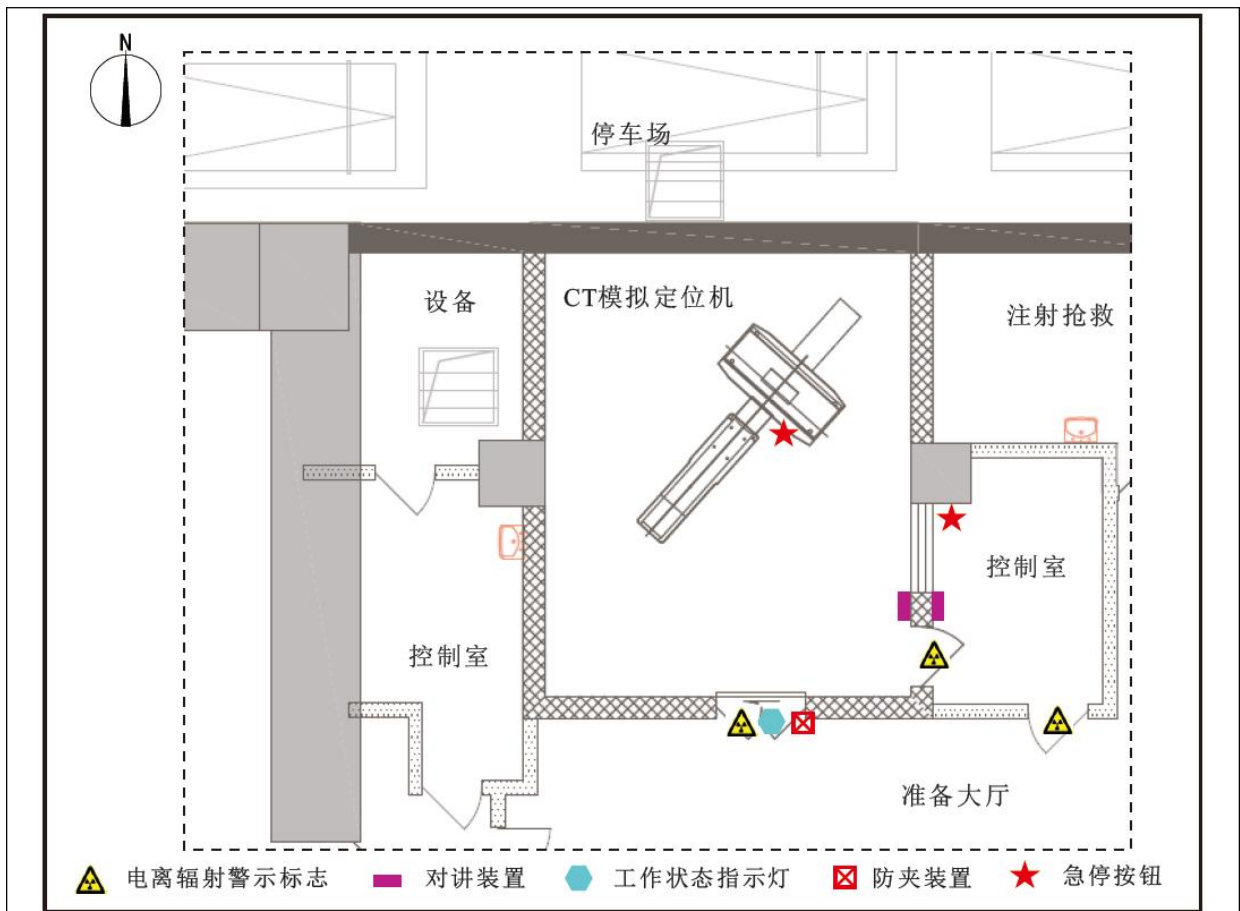 N
停车场
设备
CT模拟定位机
注射抢救
控制室
控制室
准备大厅
电离辐射警示标志
对讲装置
工作状态指示灯
防夹装置
急停按钮